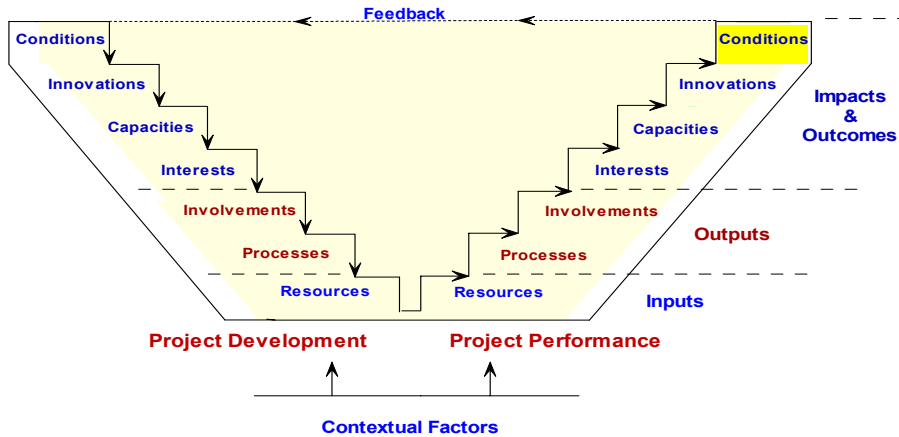 Feedback
Conditions
Conditions
Innovations
Innovations
Impacts
&
Outcomes
Capacities
Capacities
Interests
Interests
Involvements
Involvements
Outputs
Processes
Processes
Resources
Resources
Inputs
Project Development
Project Performance
Contextual Factors